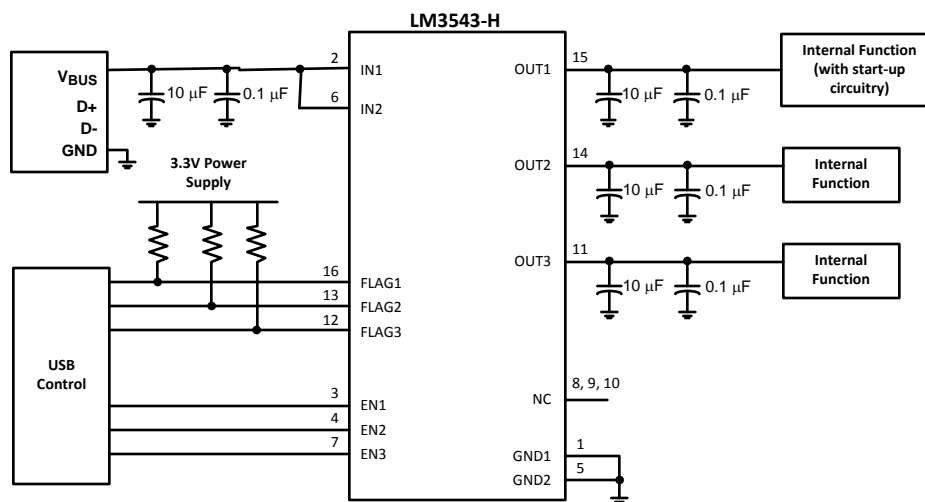 LM3543-H
VBUS
D+
D-
GND
10 μF
0.1 μF
2
IN1
6
IN2
3.3V Power
Supply
16
FLAG1
13
FLAG2
12
FLAG3
USB
Control
3
EN1
4
EN2
7
EN3
OUT1
15
10 μF
0.1 μF
Internal Function
(with start-up
circuitry)
OUT2
14
10 μF
0.1 μF
Internal
Function
OUT3
11
10 μF
0.1 μF
Internal
Function
NC
8, 9, 10
GND1
1
GND2
5